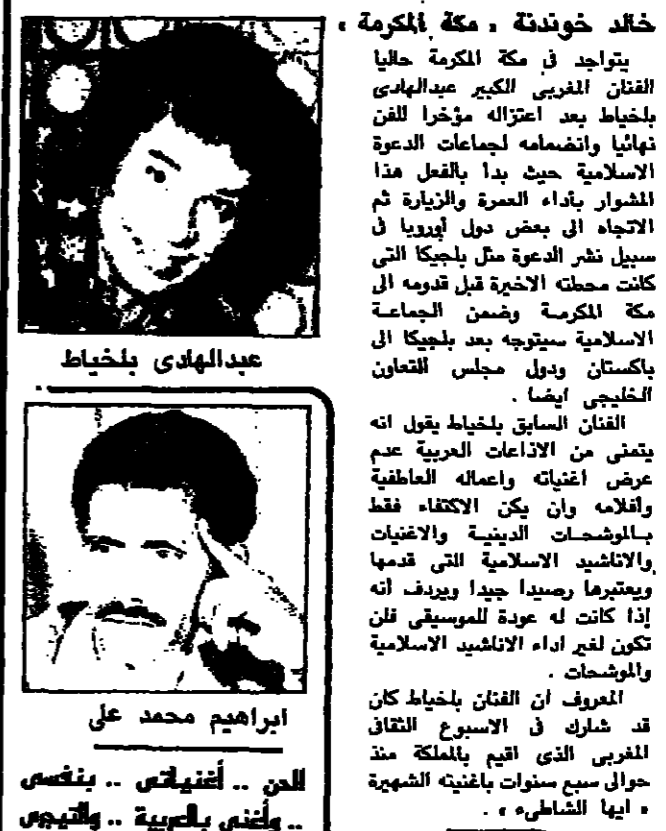 خالد خوندنة « مكة المكرمة »
يتواجد في مكة المكرمة حاليا
الفنان المغربي الكبير عبدالهادى
بلخياط بعد اعتزاله مؤخرا للفن
نهائيا وانضمامه لجماعات الدعوة
الاسلامية حيث بدأ بالفعل هذا
المشوار بأداء العمرة والزيارة ثم
الاتجاه الى بعض دول أوروبا في
سبيل نشر الدعوة مثل بلجيكا التى
كانت محطته الاخيرة قبل قدومه الى
مكة المكرمة وضمن الجماعة
الاسلامية سيتوجه بعد بلجيكا الى
باكستان ودول مجلس التعاون
الخليجى ايضا .
الفنان السابق بلخياط يقول انه
يتمنى من الاذاعات العربية عدم
عرض اغنياته واعماله العاطفية
وأفلامه وان يكن الاكتفاء فقط
بالموشحات الدينية والاغنيات
والاناشيد الاسلامية التى قدمها
ويعتبرها رصيدا جيدا ويردف أنه
إذا كانت له عودة للموسيقى فلن
تكون لغير اداء الاناشيد الاسلامية
والموشحات .
المعروف ان الفنان بلخياط كان
قد شارك فى الاسبوع الثقافى
المغربى الذى اقيم بالمملكة منذ
حوالى سبع سنوات باغنيته الشهيرة
« ايها الشاطىء » .
عبدالهادى بلخياط
ابراهيم محمد على
الحن .. أغنياتى .. بنفسى
.. وأغنى بالعربية .. والتيجرى